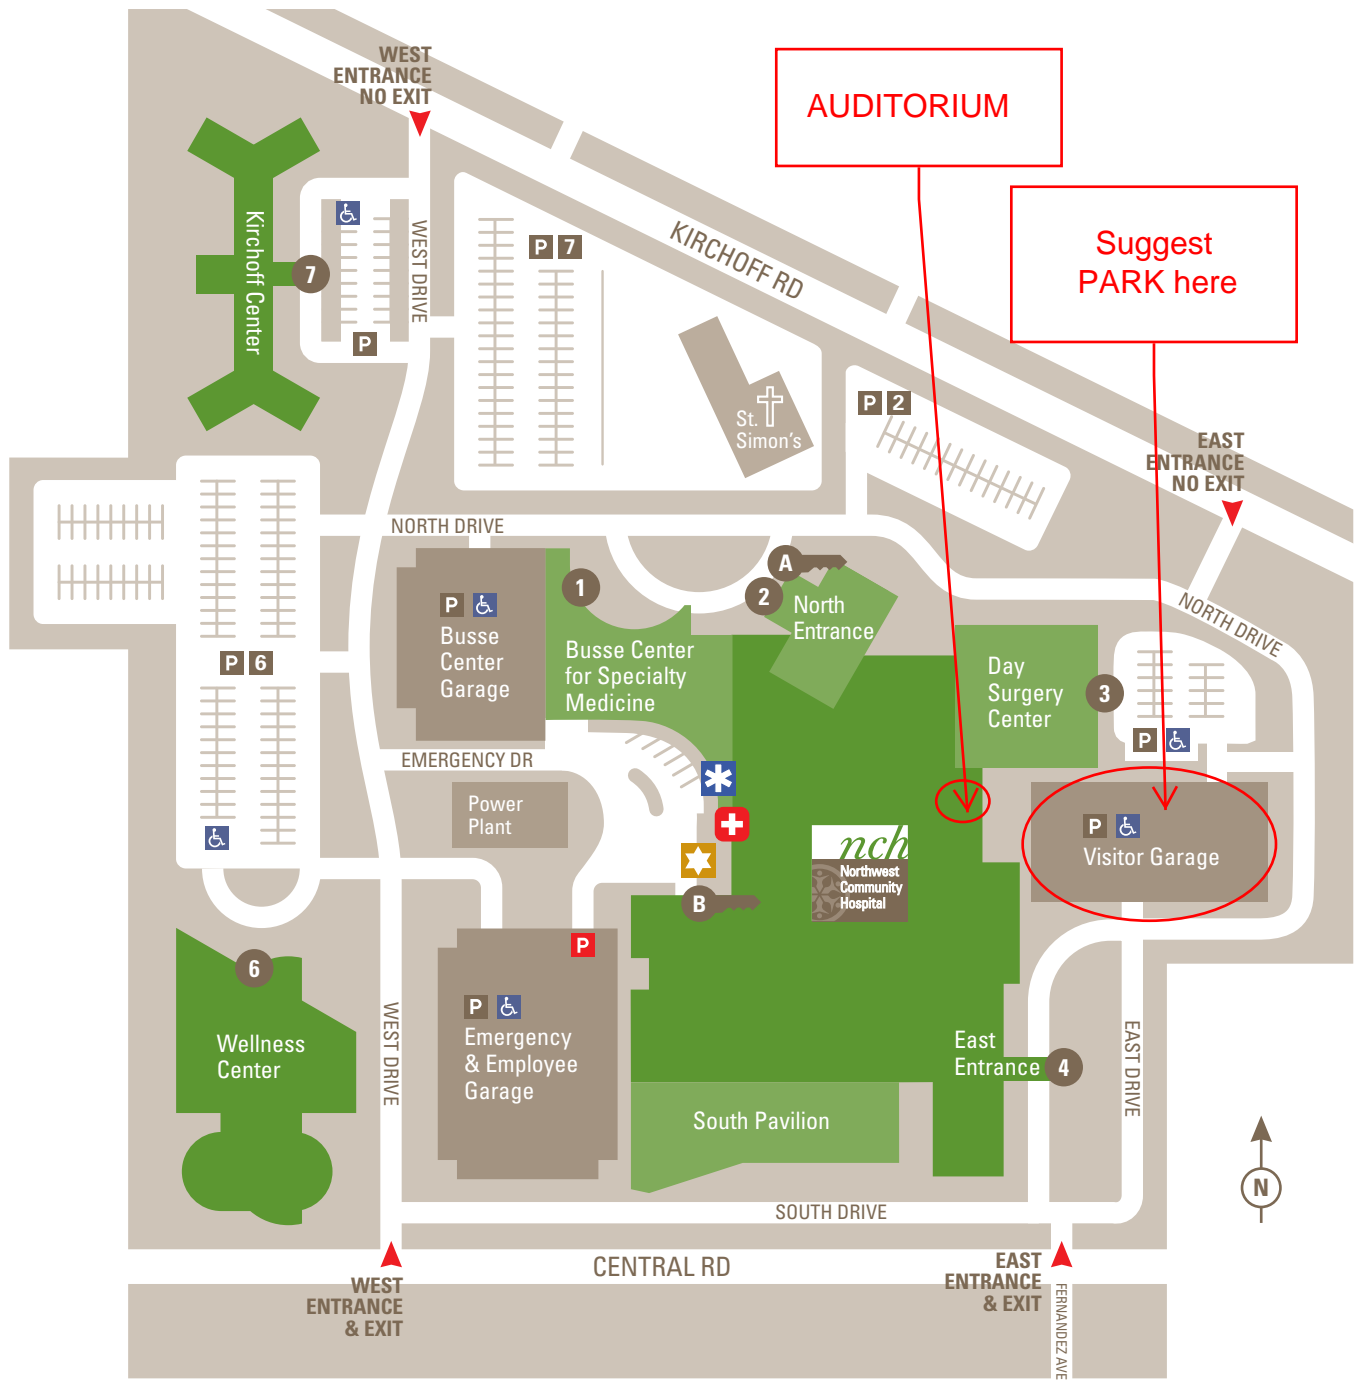 WEST
ENTRANCE
NO EXIT
AUDITORIUM
Suggest
PARK here
KIRCHOFF RD
Kirchoff Center
7
WEST DRIVE
P 7
P
St.
Simon's
P 2
EAST
ENTRANCE
NO EXIT
NORTH DRIVE
A
1
2
North
Entrance
NORTH DRIVE
P
Busse
Center
Garage
Busse Center
for Specialty
Medicine
Day
Surgery
Center
3
P 6
P
EMERGENCY DR
Power
Plant
P
Visitor Garage
nch
Northwest
Community
Hospital
B
P
6
P
Emergency
& Employee
Garage
WEST DRIVE
Wellness
Center
East
Entrance
4
EAST DRIVE
South Pavilion
N
SOUTH DRIVE
CENTRAL RD
WEST
ENTRANCE
& EXIT
EAST
ENTRANCE
& EXIT
FERNANDEZ AVE